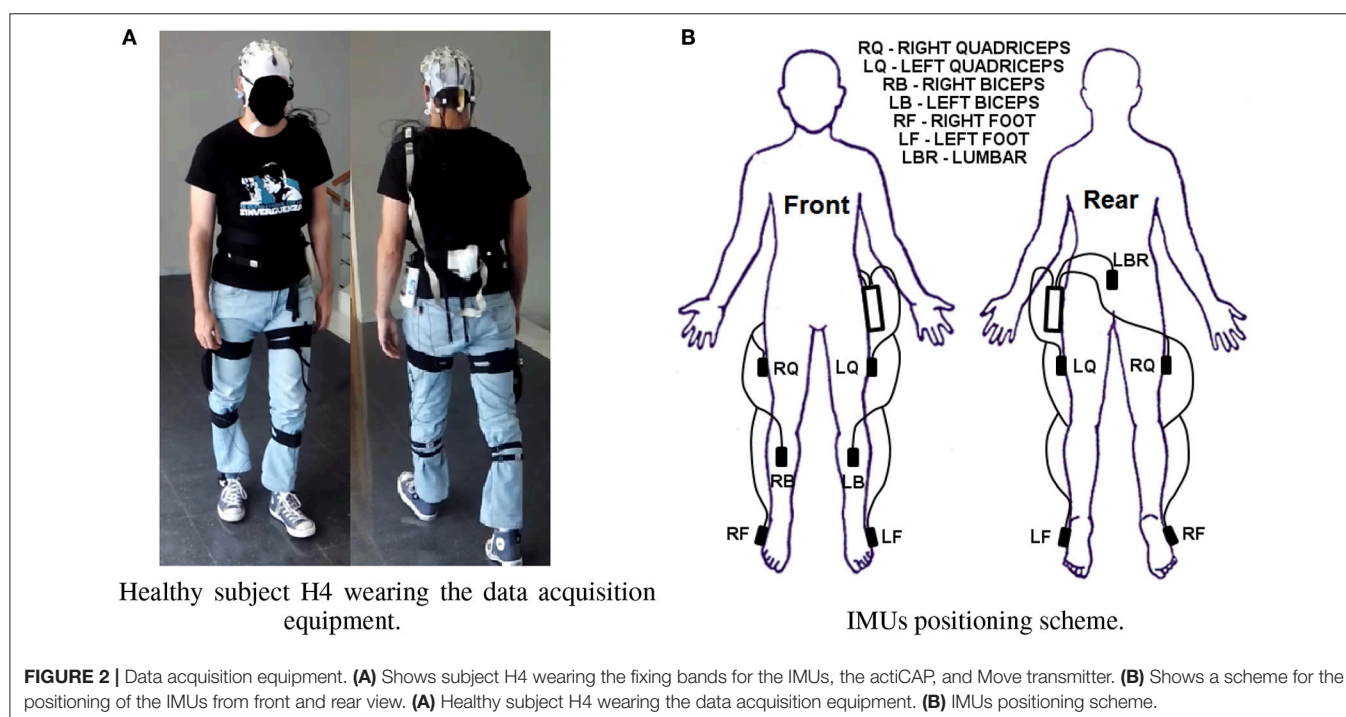 A
INVERGUENZA
Healthy subject H4 wearing the data acquisition
equipment.
B
RQ - RIGHT QUADRICEPS
LQ - LEFT QUADRICEPS
RB - RIGHT BICEPS
LB - LEFT BICEPS
RF - RIGHT FOOT
LF - LEFT FOOT
LBR - LUMBAR
Front
Rear
LBR
RQ
LQ
LQ
RQ
RB
LB
RF
LF
LF
RF
IMUs positioning scheme.
FIGURE 2 | Data acquisition equipment. (A) Shows subject H4 wearing the fixing bands for the IMUs, the actiCAP, and Move transmitter. (B) Shows a scheme for the
positioning of the IMUs from front and rear view. (A) Healthy subject H4 wearing the data acquisition equipment. (B) IMUs positioning scheme.